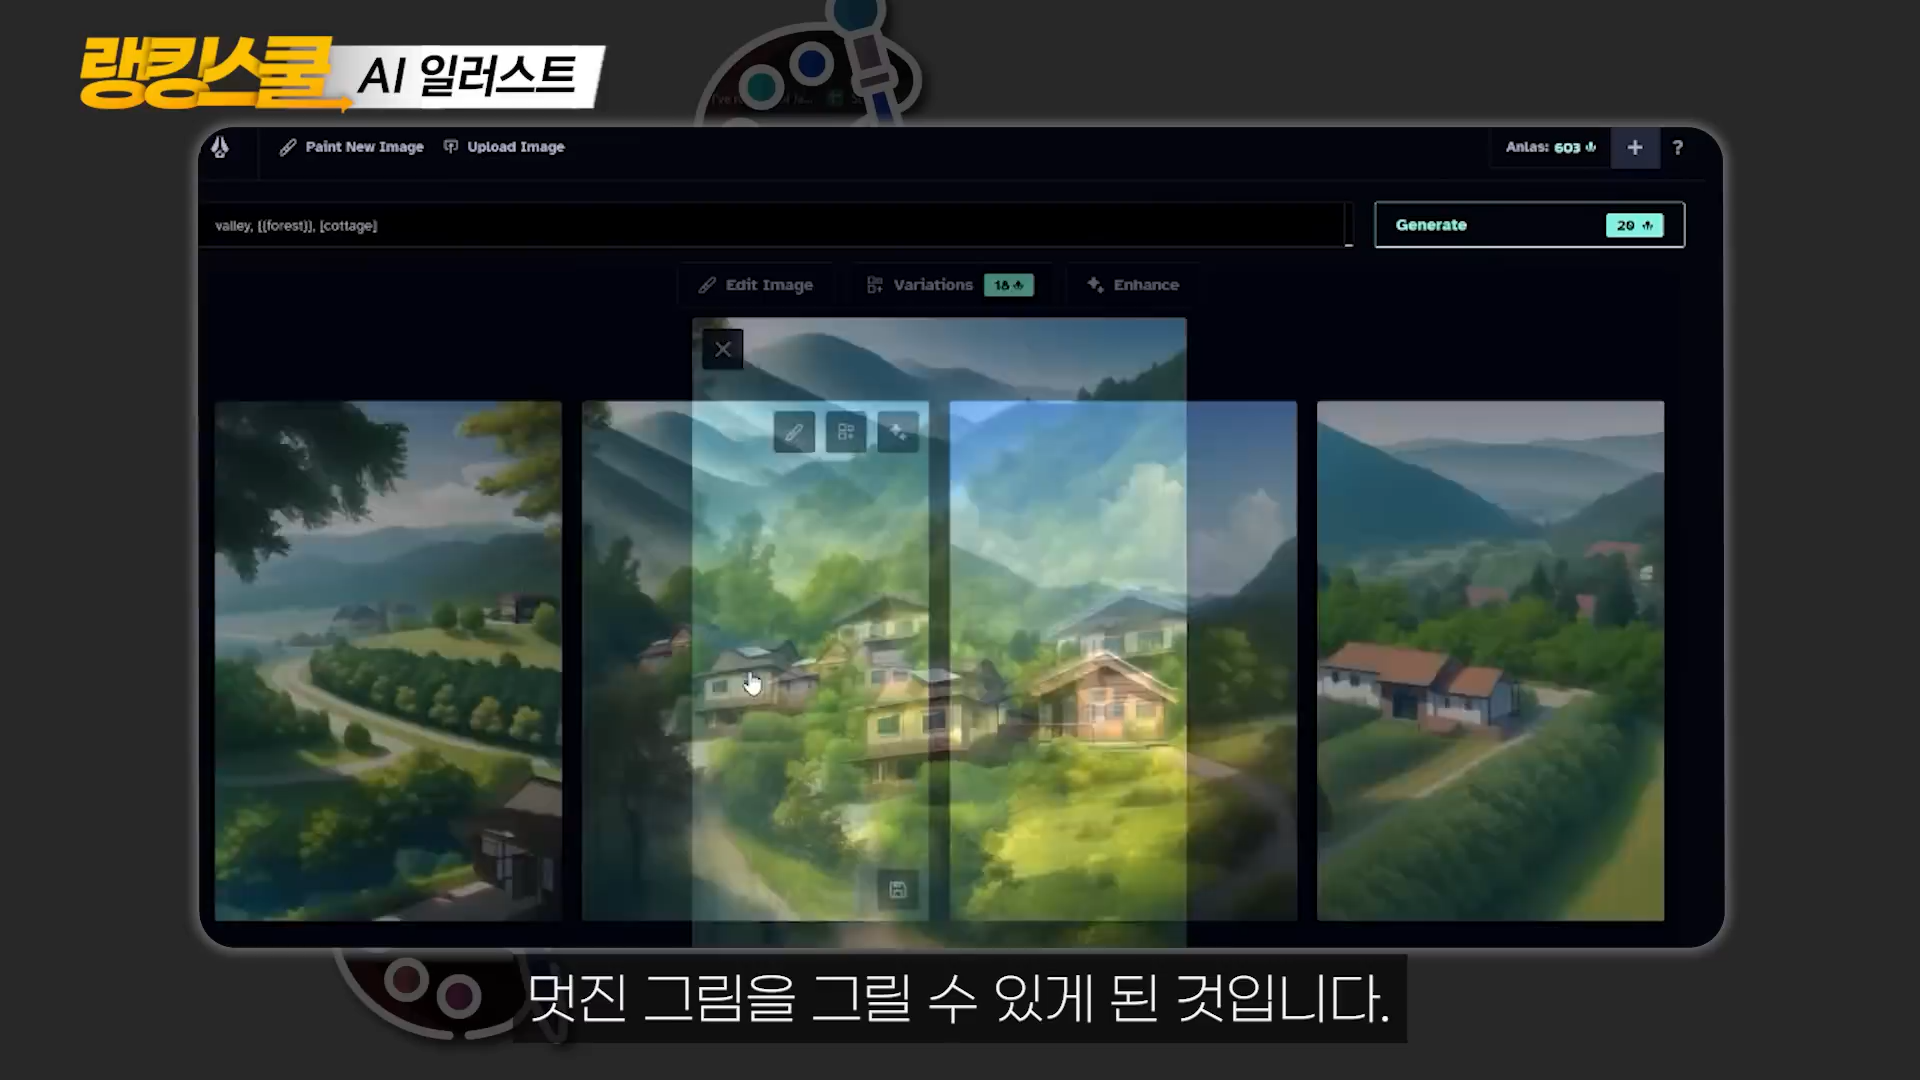 랭킹스쿨 AI 일러스트
Paint New Image Upload Image Anlas: 603 + ?
valley, [[forest]], [cottage] Generate 20
Edit Image Variations 18 Enhance
멋진 그림을 그릴 수 있게 된 것입니다.